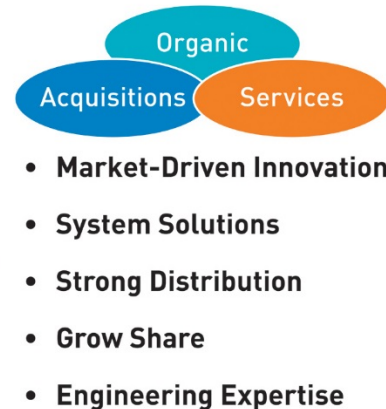 Organic
Acquisitions Services
• Market-Driven Innovation
• System Solutions
• Strong Distribution
• Grow Share
• Engineering Expertise